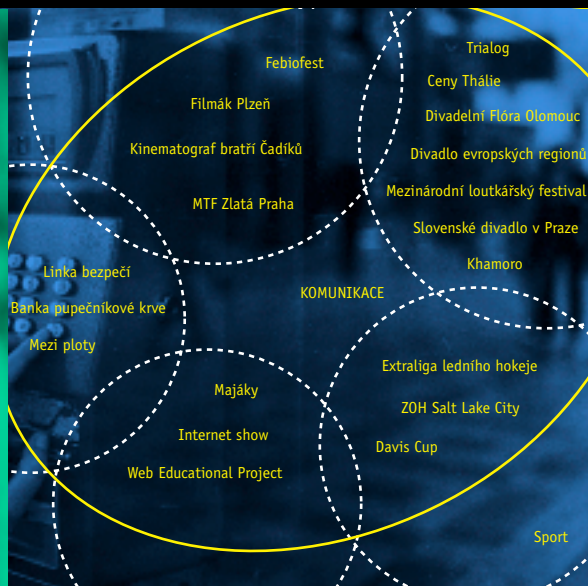 Febiofest
Filmák Plzeň
Kinematograf bratří Čadíků
MTF Zlatá Praha
Trialog
Ceny Thálie
Divadelní Flóra Olomouc
Divadlo evropských regionů
Mezinárodní loutkářský festival
Slovenské divadlo v Praze
Khamoro
Linka bezpečí
Banka pupečníkové krve
Mezi ploty
KOMUNIKACE
Majáky
Internet show
Web Educational Project
Extraliga ledního hokeje
ZOH Salt Lake City
Davis Cup
Sport